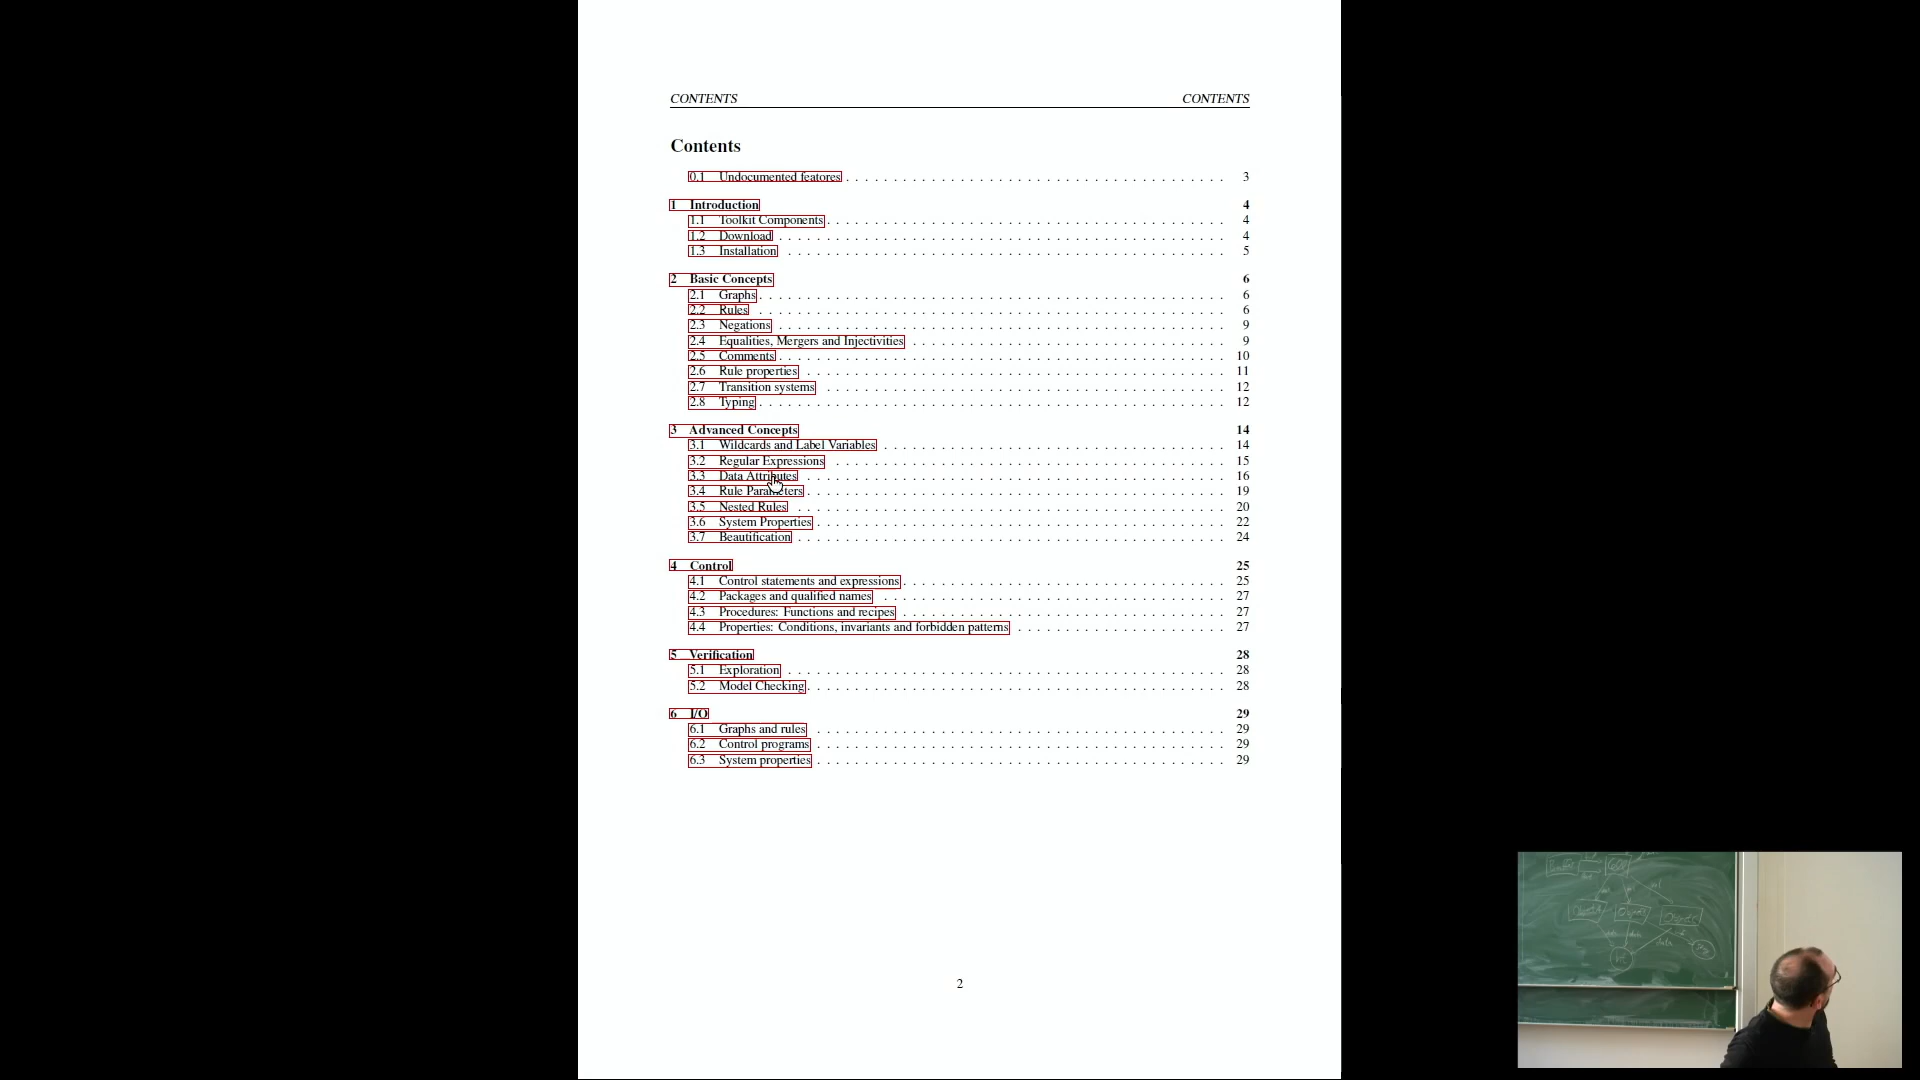 CONTENTS CONTENTS
Contents
0.1 Undocumented features . . . . . . . . . . 3
1 Introduction 4
1.1 Toolkit Components . . . . . . . . . . 4
1.2 Download . . . . . . . . . . 4
1.3 Installation . . . . . . . . . . 5
2 Basic Concepts 6
2.1 Graphs . . . . . . . . . . 6
2.2 Rules . . . . . . . . . . 6
2.3 Negations . . . . . . . . . . 9
2.4 Equalities, Mergers and Injectivities . . . . . . . . . . 9
2.5 Comments . . . . . . . . . . 10
2.6 Rule properties . . . . . . . . . . 11
2.7 Transition systems . . . . . . . . . . 12
2.8 Typing . . . . . . . . . . 12
3 Advanced Concepts 14
3.1 Wildcards and Label Variables . . . . . . . . . . 14
3.2 Regular Expressions . . . . . . . . . . 15
3.3 Data Attributes . . . . . . . . . . 16
3.4 Rule Parameters . . . . . . . . . . 19
3.5 Nested Rules . . . . . . . . . . 20
3.6 System Properties . . . . . . . . . . 22
3.7 Beautification . . . . . . . . . . 24
4 Control 25
4.1 Control statements and expressions . . . . . . . . . . 25
4.2 Packages and qualified names . . . . . . . . . . 27
4.3 Procedures: Functions and recipes . . . . . . . . . . 27
4.4 Properties: Conditions, invariants and forbidden patterns . . . . . . . . . . 27
5 Verification 28
5.1 Exploration . . . . . . . . . . 28
5.2 Model Checking . . . . . . . . . . 28
6 I/O 29
6.1 Graphs and rules . . . . . . . . . . 29
6.2 Control programs . . . . . . . . . . 29
6.3 System properties . . . . . . . . . . 29
2